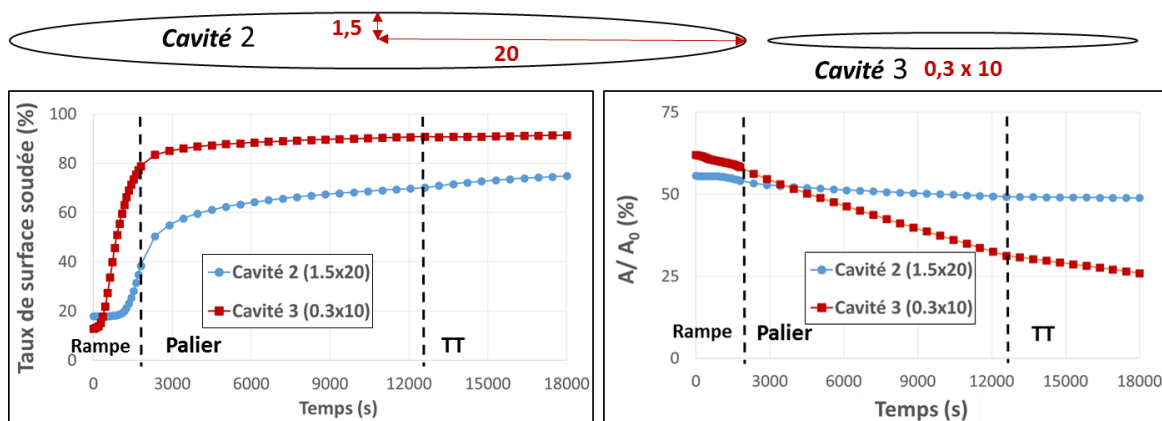 Cavité 2
1,5
20
Cavité 3 0,3 x 10
Taux de surface soudée (%)
100
80
60
40
20
0
Cavité 2 (1.5x20)
Cavité 3 (0.3x10)
Rampe
Palier
TT
0 3000 6000 9000 12000 15000 18000
Temps (s)
A/ A0 (%)
75
50
25
0
Cavité 2 (1.5x20)
Cavité 3 (0.3x10)
Rampe
Palier
TT
0 3000 6000 9000 12000 15000 18000
Temps (s)